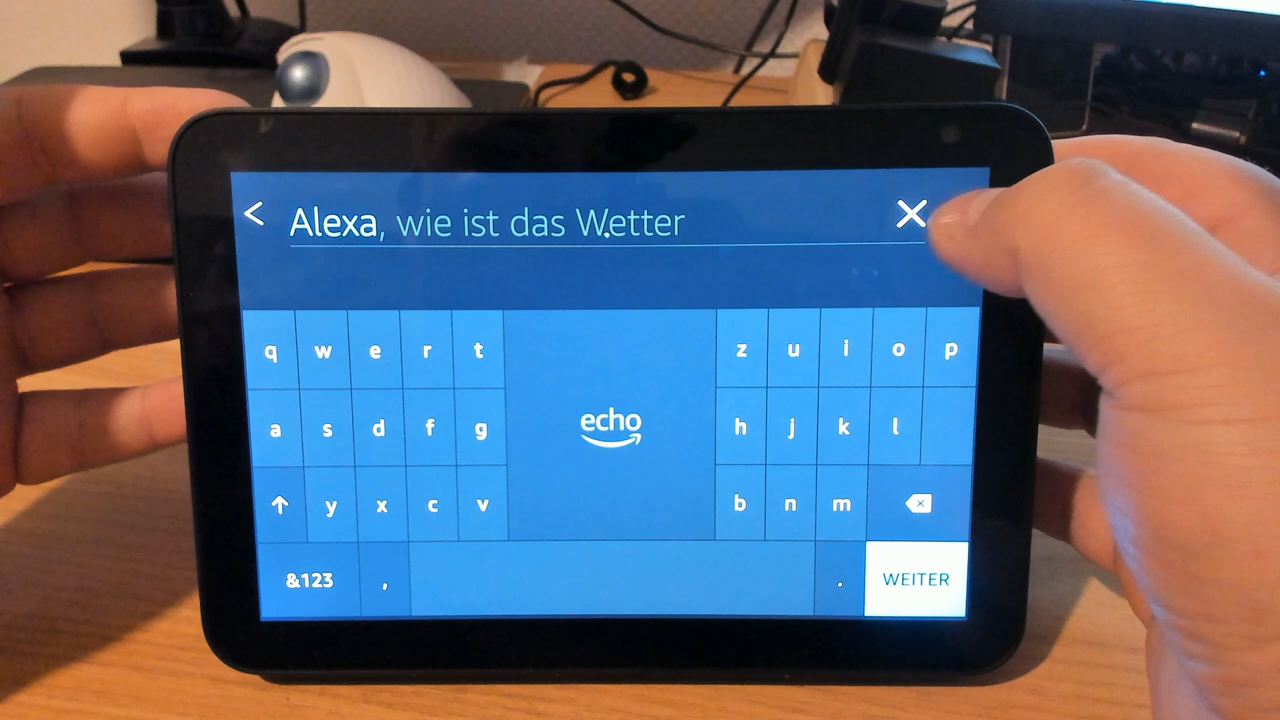 < Alexa, wie ist das Wetter X
q w e r t z u i o p
a s d f g echo h j k l
y x c v b n m
&123 , . WEITER